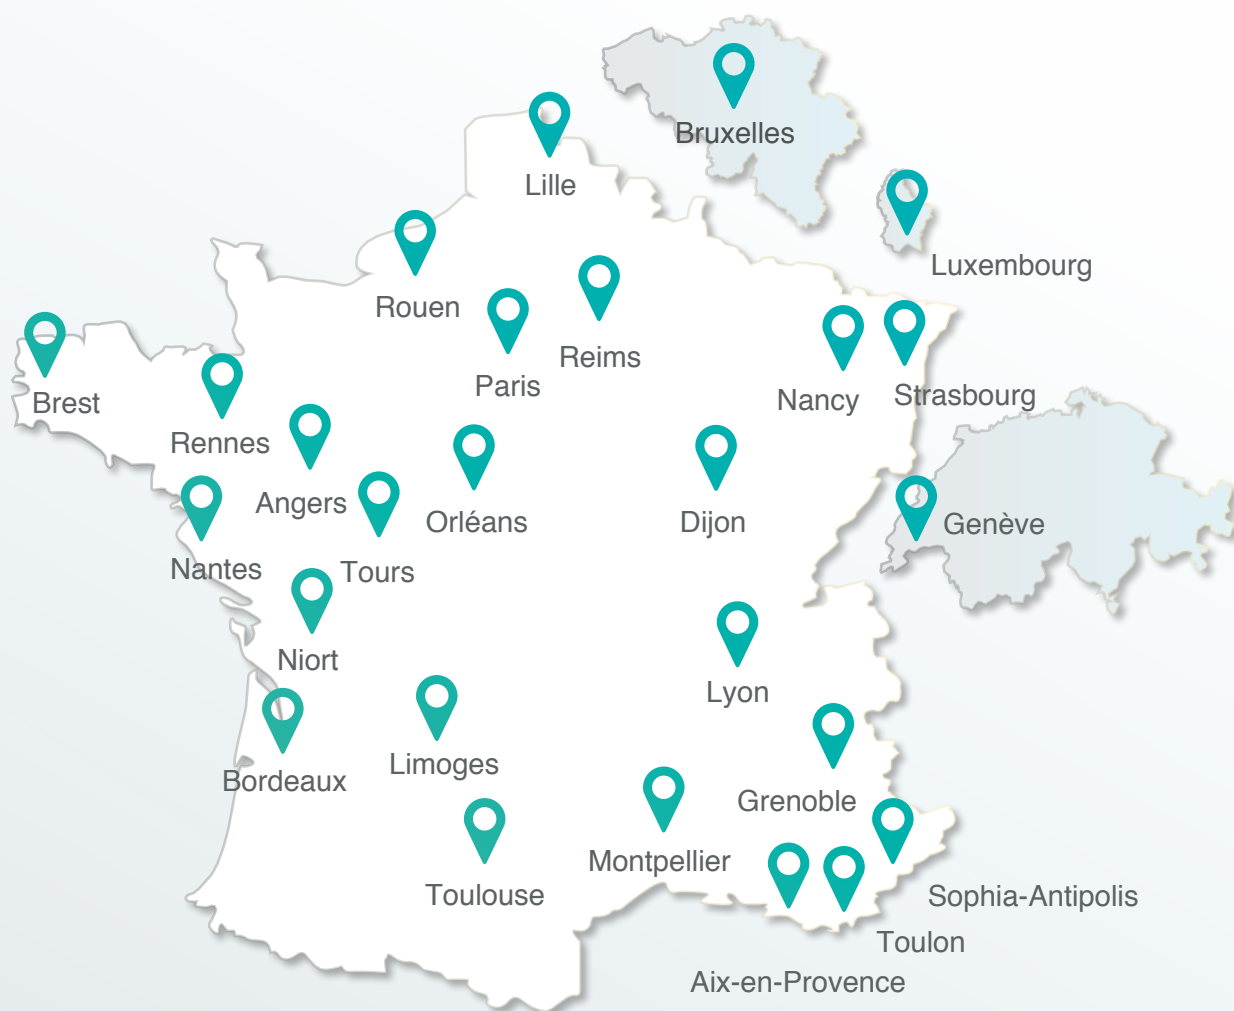 Bruxelles
Lille
Luxembourg
Rouen
Reims
Paris
Brest
Nancy
Strasbourg
Rennes
Angers
Orléans
Dijon
Genève
Nantes
Tours
Niort
Lyon
Limoges
Bordeaux
Grenoble
Montpellier
Toulouse
Sophia-Antipolis
Toulon
Aix-en-Provence